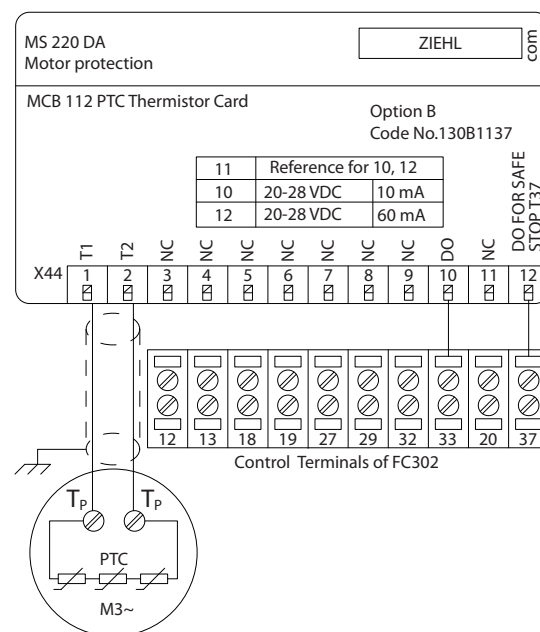 MS 220 DA
Motor protection
ZIEHL
com
MCB 112 PTC Thermistor Card
Option B
Code No.130B1137
11 Reference for 10, 12
10 20-28 VDC 10 mA
12 20-28 VDC 60 mA
T1 T2 NC NC NC NC NC NC NC DO NC DO FOR SAFE STOP T37
X44 1 2 3 4 5 6 7 8 9 10 11 12
12 13 18 19 27 29 32 33 20 37
Control Terminals of FC302
TP TP
PTC
M3~